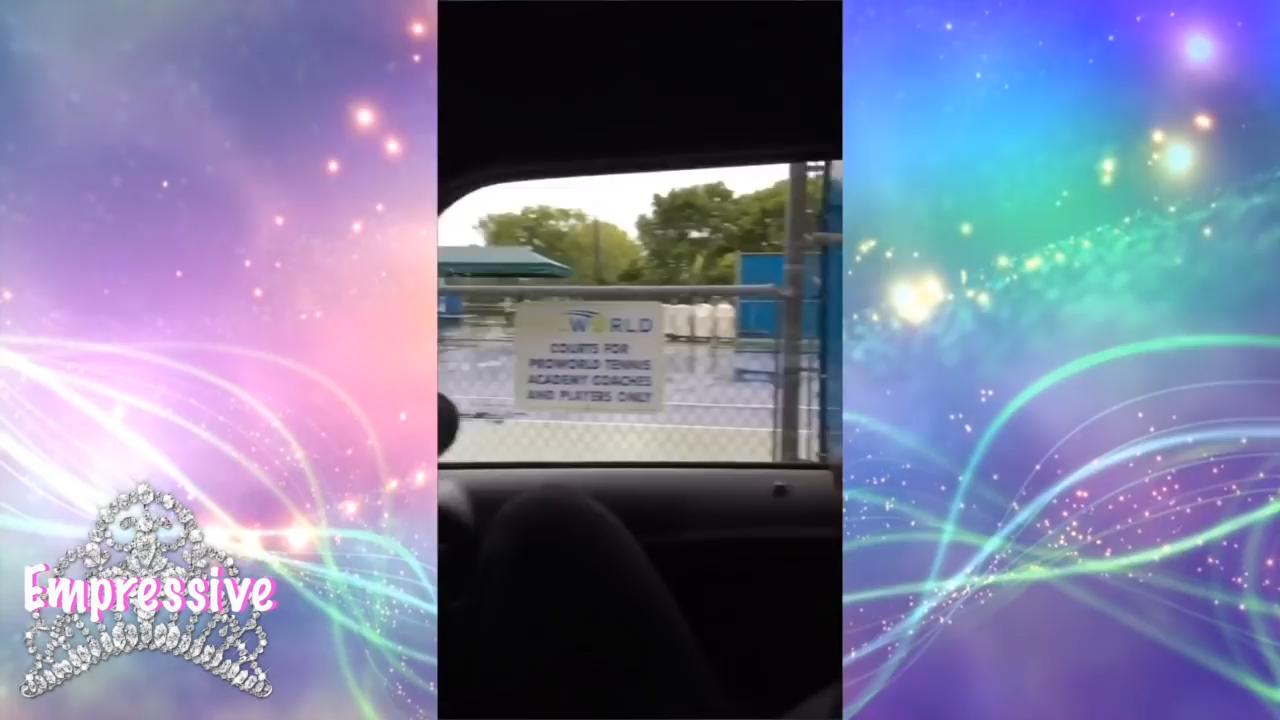 WORLD
COURTS FOR
PROWORLD TENNIS
ACADEMY COACHES
AND PLAYERS ONLY
Empressive